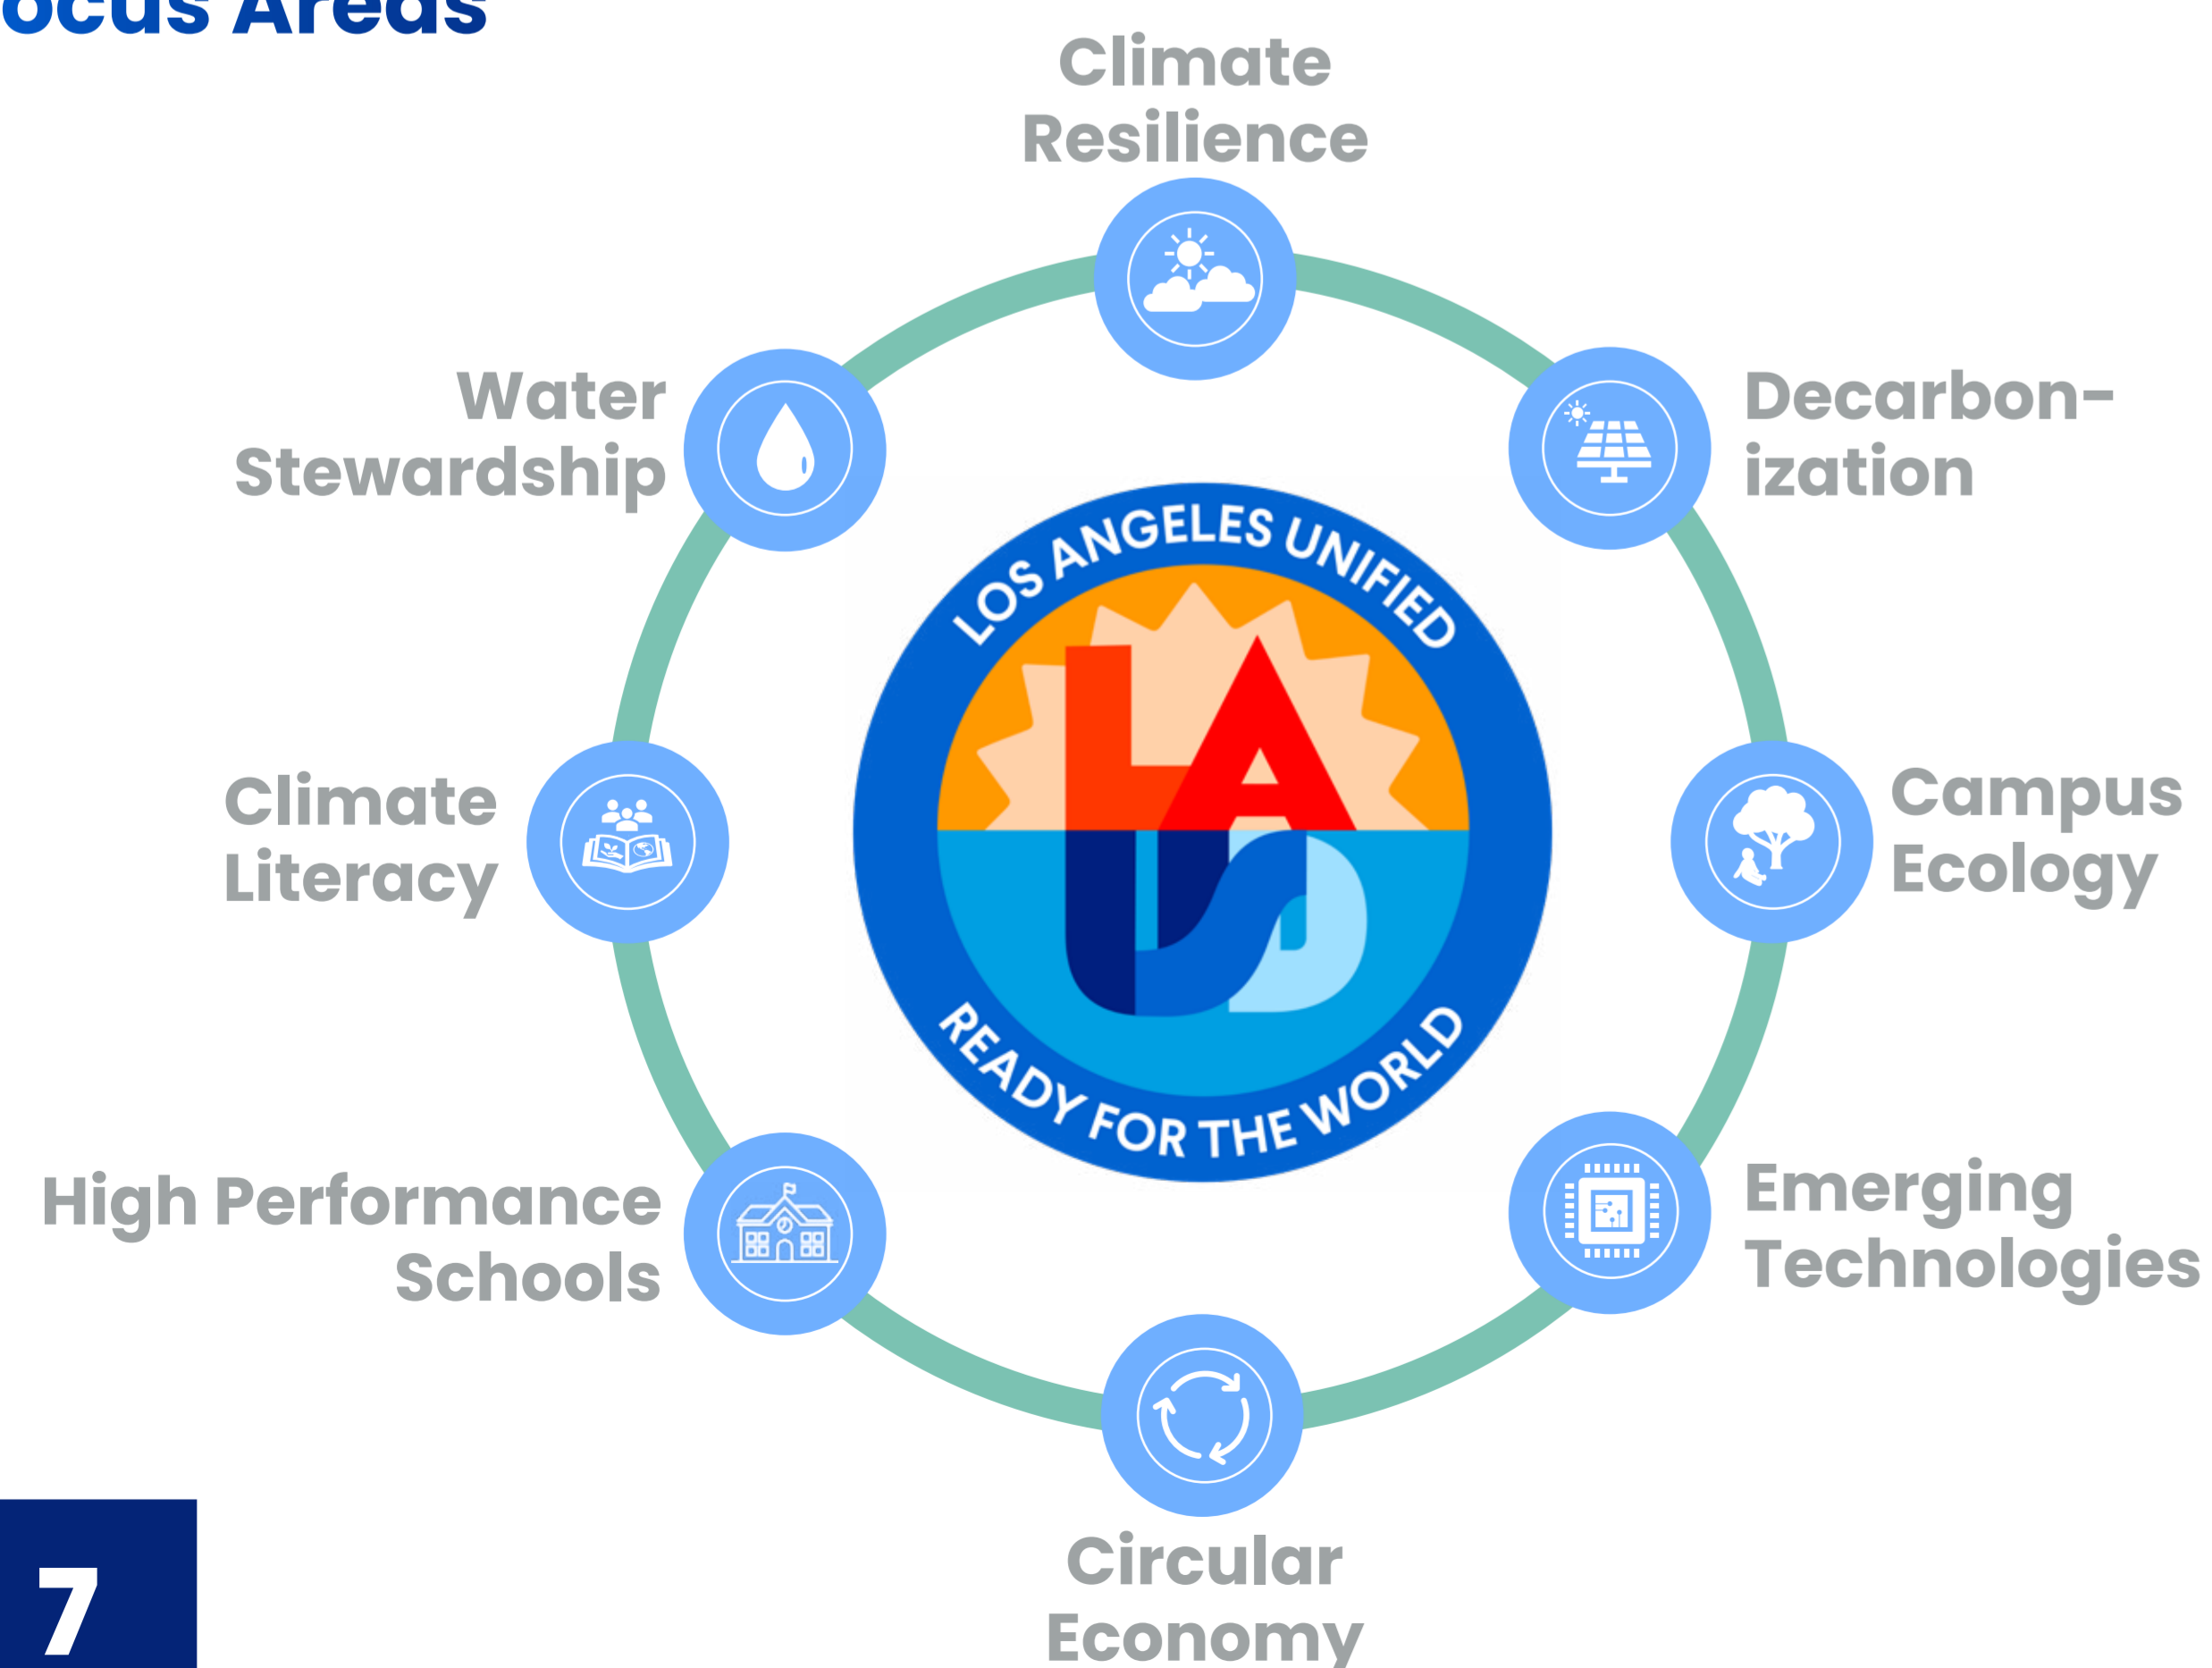 ocus Areas
Climate
Resilience
Decarbon-
ization
Campus
Ecology
Emerging
Technologies
Circular
Economy
High Performance
Schools
Climate
Literacy
Water
Stewardship
LOS ANGELES UNIFIED
LAUSD
READY FOR THE WORLD
7